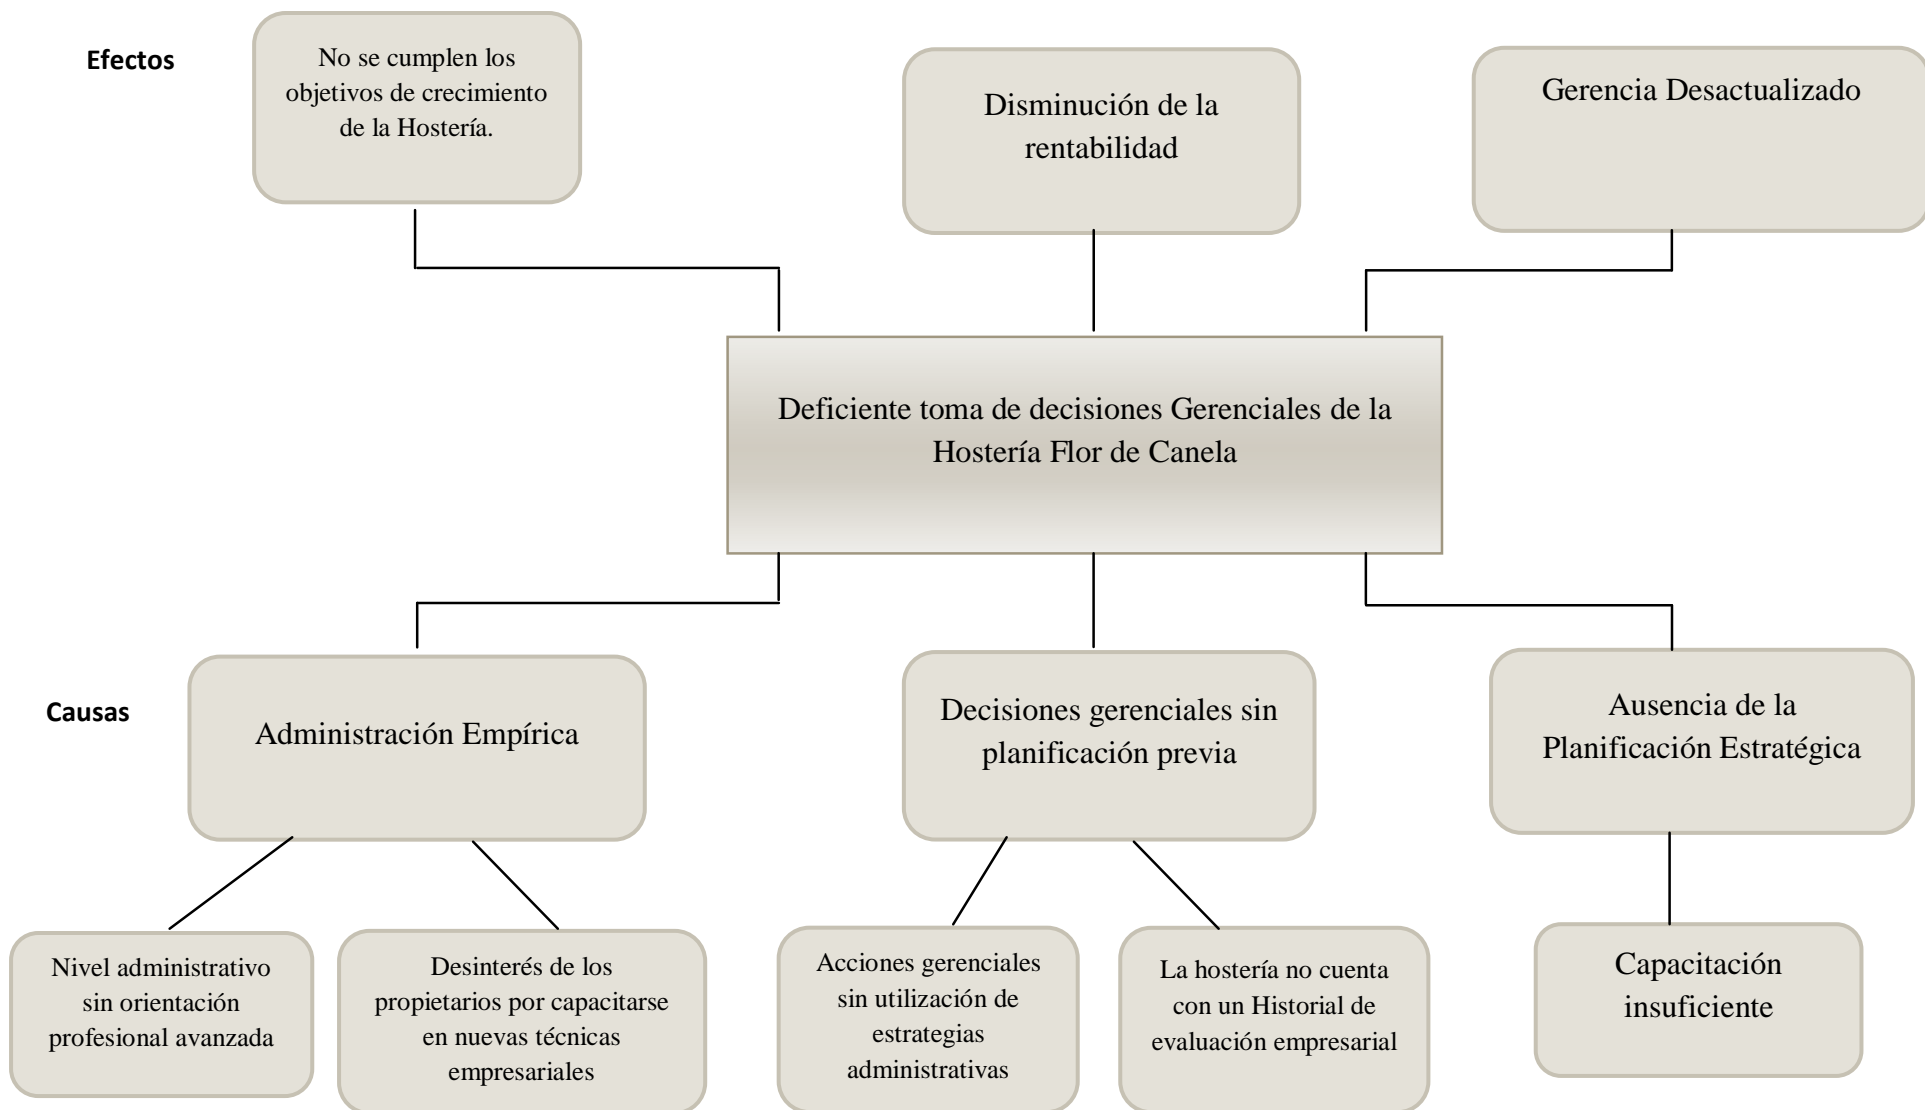 Efectos
No se cumplen los
objetivos de crecimiento
de la Hostería.
Disminución de la
rentabilidad
Gerencia Desactualizado
Deficiente toma de decisiones Gerenciales de la
Hostería Flor de Canela
Causas
Administración Empírica
Decisiones gerenciales sin
planificación previa
Ausencia de la
Planificación Estratégica
Nivel administrativo
sin orientación
profesional avanzada
Desinterés de los
propietarios por capacitarse
en nuevas técnicas
empresariales
Acciones gerenciales
sin utilización de
estrategias
administrativas
La hostería no cuenta
con un Historial de
evaluación empresarial
Capacitación
insuficiente